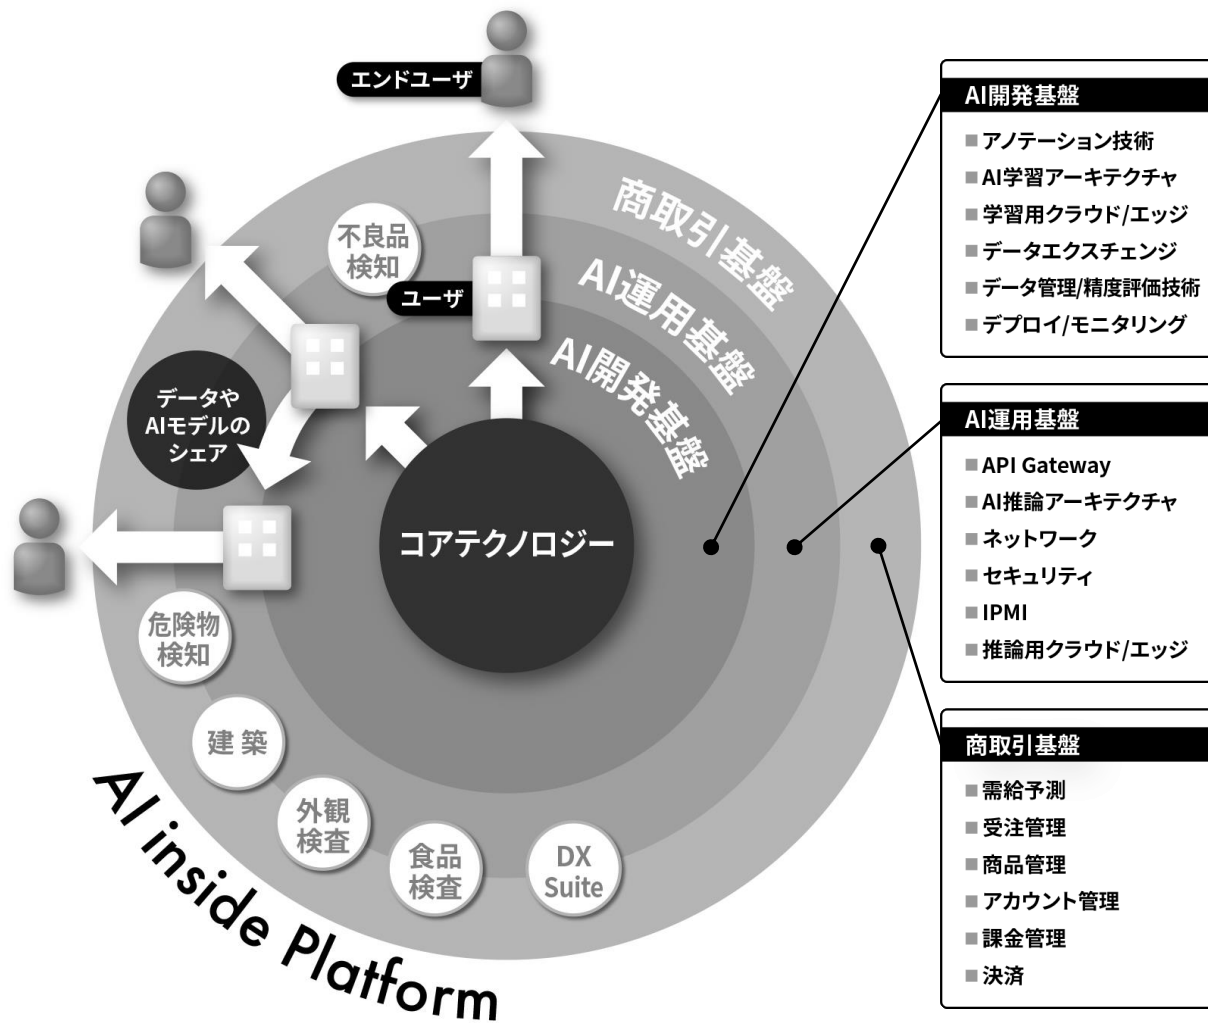 エンドユーザ
商取引基盤
AI運用基盤
AI開発基盤
不良品
検知
ユーザ
データや
AIモデルの
シェア
コアテクノロジー
危険物
検知
建 築
外観
検査
食品
検査
DX
Suite
AI inside Platform
AI開発基盤
■アノテーション技術
■AI学習アーキテクチャ
■学習用クラウド/エッジ
■データエクスチェンジ
■データ管理/精度評価技術
■デプロイ/モニタリング
AI運用基盤
■API Gateway
■AI推論アーキテクチャ
■ネットワーク
■セキュリティ
■IPMI
■推論用クラウド/エッジ
商取引基盤
■需給予測
■受注管理
■商品管理
■アカウント管理
■課金管理
■決済